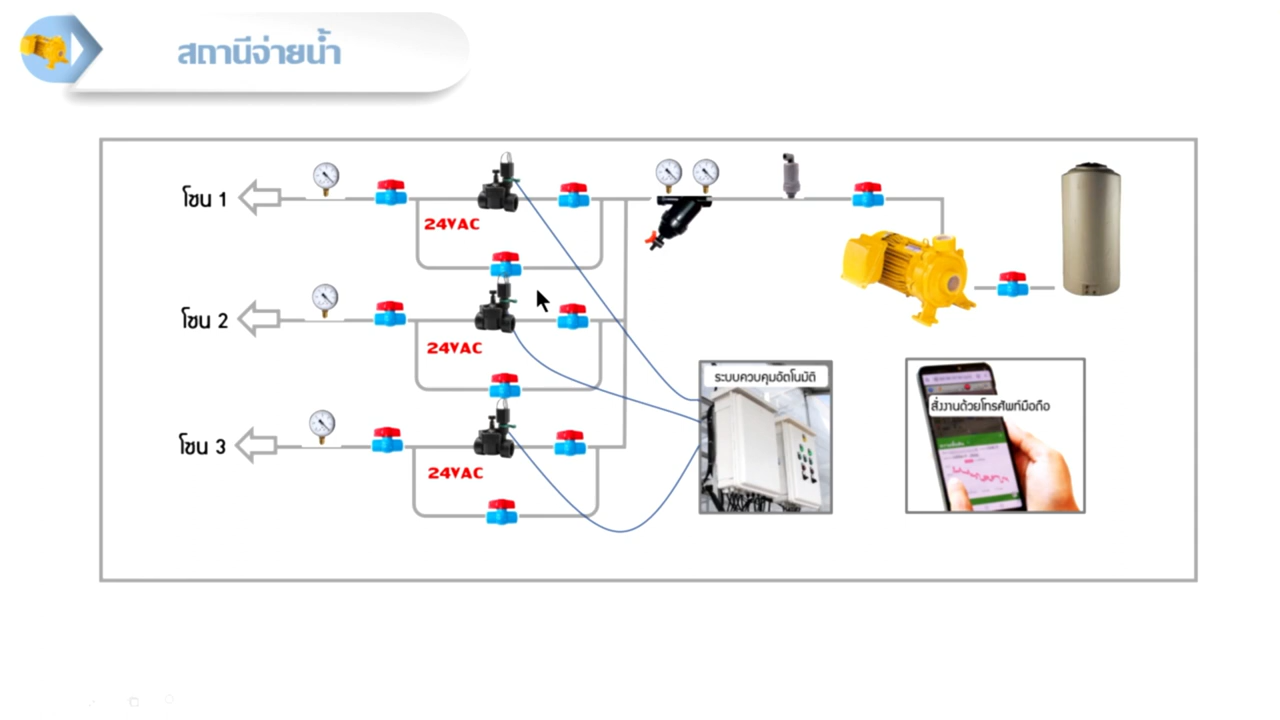 สถานีจ่ายน้ำ
โซน 1
24VAC
โซน 2
24VAC
ระบบควบคุมอัตโนมัติ
สั่งงานด้วยโทรศัพท์มือถือ
โซน 3
24VAC